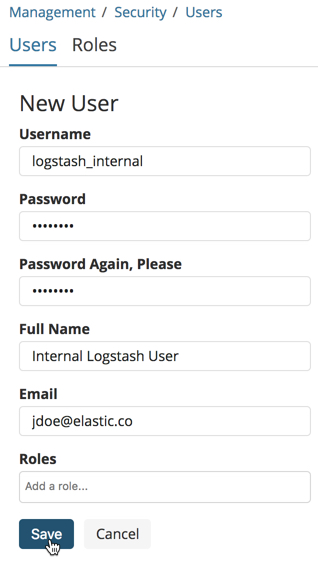 Management / Security / Users
Users Roles
New User
Username
logstash_internal
Password
••••••••
Password Again, Please
••••••••
Full Name
Internal Logstash User
Email
jdoe@elastic.co
Roles
Add a role...
Save Cancel